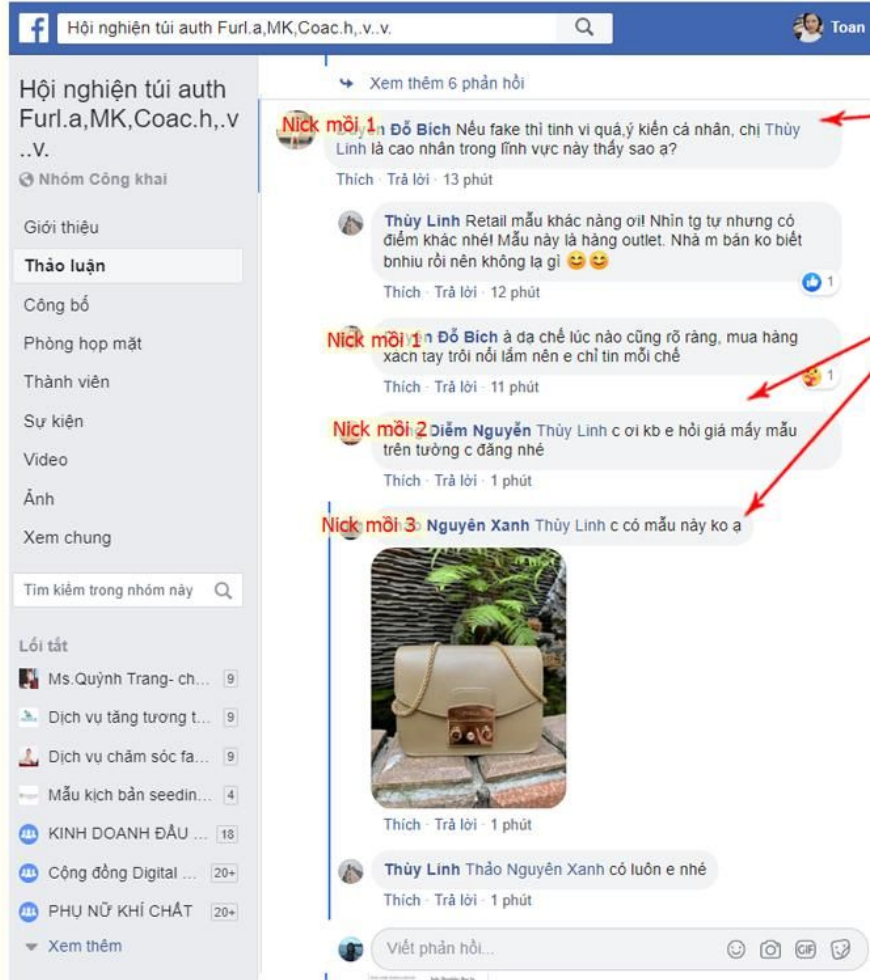 Hội nghiện túi auth Furl.a,MK,Coac.h,.v..v.
Toan
Hội nghiện túi auth
Furl.a,MK,Coac.h,.v
..v.
Nhóm Công khai
Giới thiệu
Thảo luận
Công bố
Phòng họp mặt
Thành viên
Sự kiện
Video
Ảnh
Xem chung
Tìm kiếm trong nhóm này
Lối tắt
Ms.Quỳnh Trang- ch... 9
Dịch vụ tăng tương t... 9
Dịch vụ chăm sóc fa... 9
Mẫu kịch bản seedin... 4
KINH DOANH ĐẦU ... 18
Cộng đồng Digital ... 20+
PHỤ NỮ KHÍ CHẤT 20+
Xem thêm
Xem thêm 6 phản hồi
Nick mồi 1
Đỗ Bích Nếu fake thì tinh vi quá,ý kiến cá nhân, chị Thùy
Linh là cao nhân trong lĩnh vực này thấy sao ạ?
Thích · Trả lời · 13 phút
Thùy Linh Retail mẫu khác nàng ơi! Nhìn tg tự nhưng có
điểm khác nhé! Mẫu này là hàng outlet. Nhà m bán ko biết
bnhiu rồi nên không lạ gì
Thích · Trả lời · 12 phút
1
Nick mồi 1
Đỗ Bích à dạ chế lúc nào cũng rõ ràng, mua hàng
xách tay trôi nổi lắm nên e chỉ tin mỗi chế
Thích · Trả lời · 11 phút
1
Nick mồi 2
Diễm Nguyễn Thùy Linh c ơi kb e hỏi giá mấy mẫu
trên tường c đăng nhé
Thích · Trả lời · 1 phút
Nick mồi 3
Nguyên Xanh Thùy Linh c có mẫu này ko ạ
Thích · Trả lời · 1 phút
Thùy Linh Thảo Nguyên Xanh có luôn e nhé
Thích · Trả lời · 1 phút
Viết phản hồi...
GIF